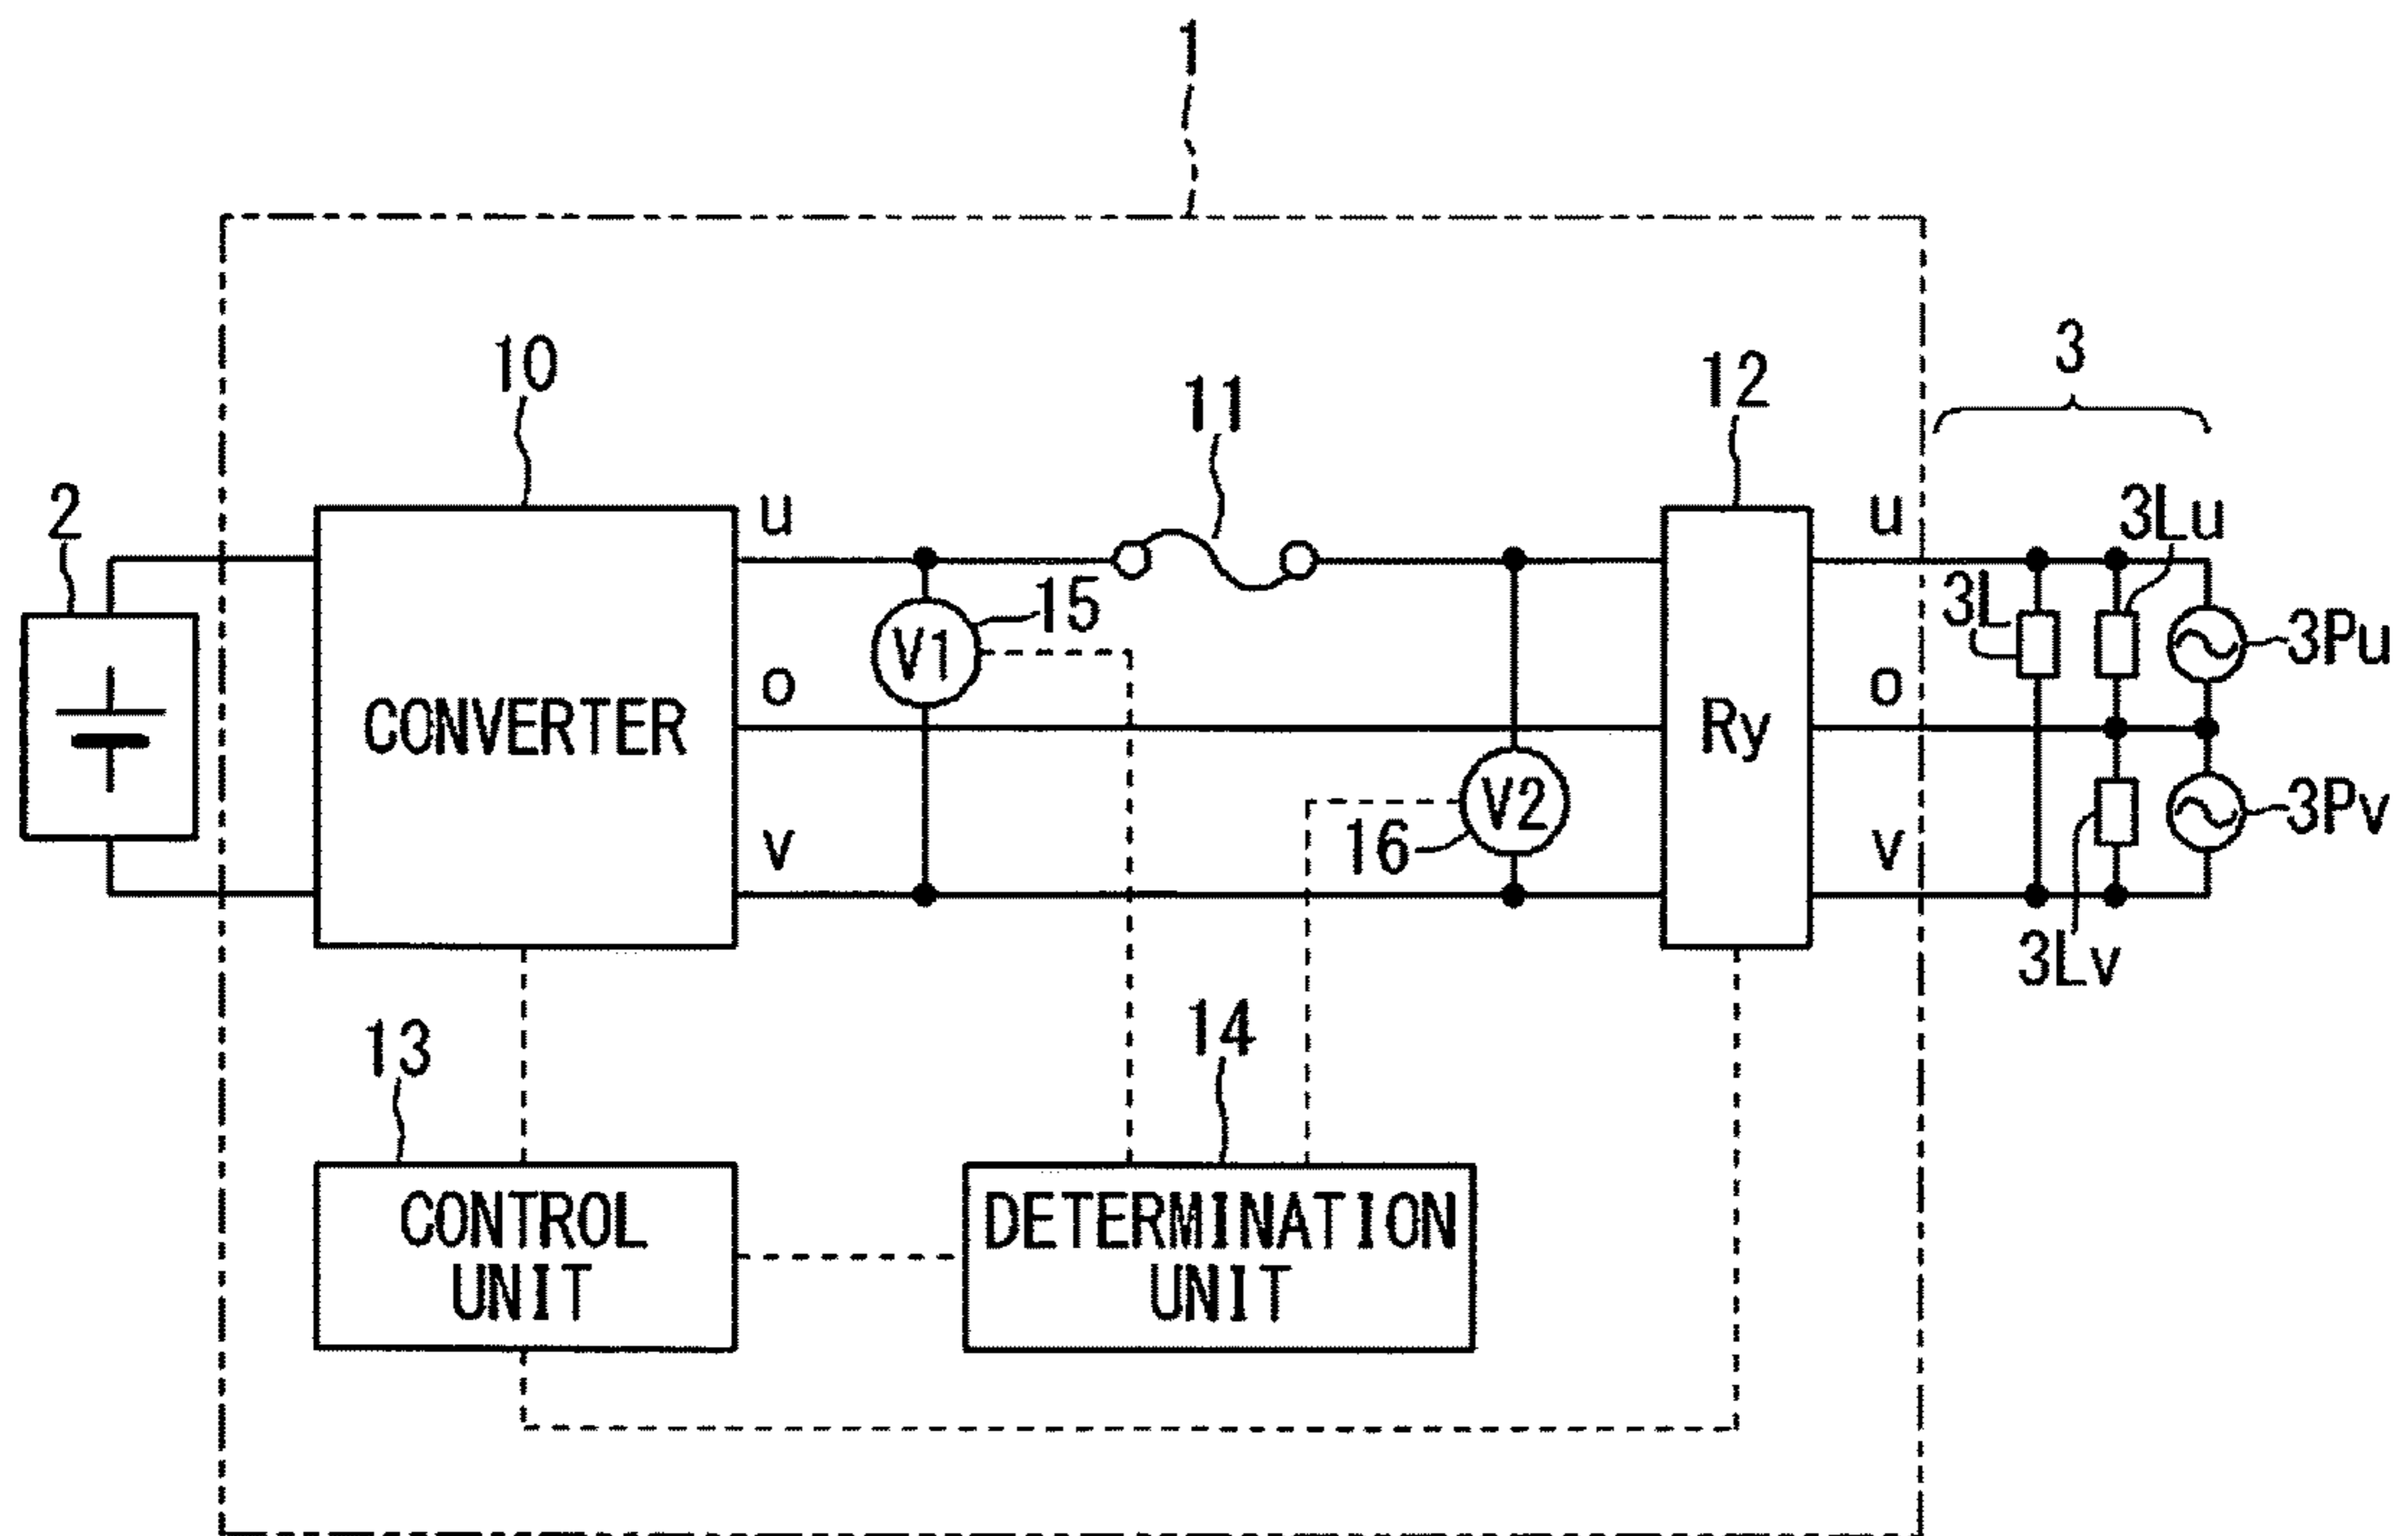 1
10
11
12
3
2
u
u
3Lu
3L
15
V1
3Pu
o
o
CONVERTER
Ry
V2
3Pv
16
v
v
3Lv
13
14
CONTROL
UNIT
DETERMINATION
UNIT